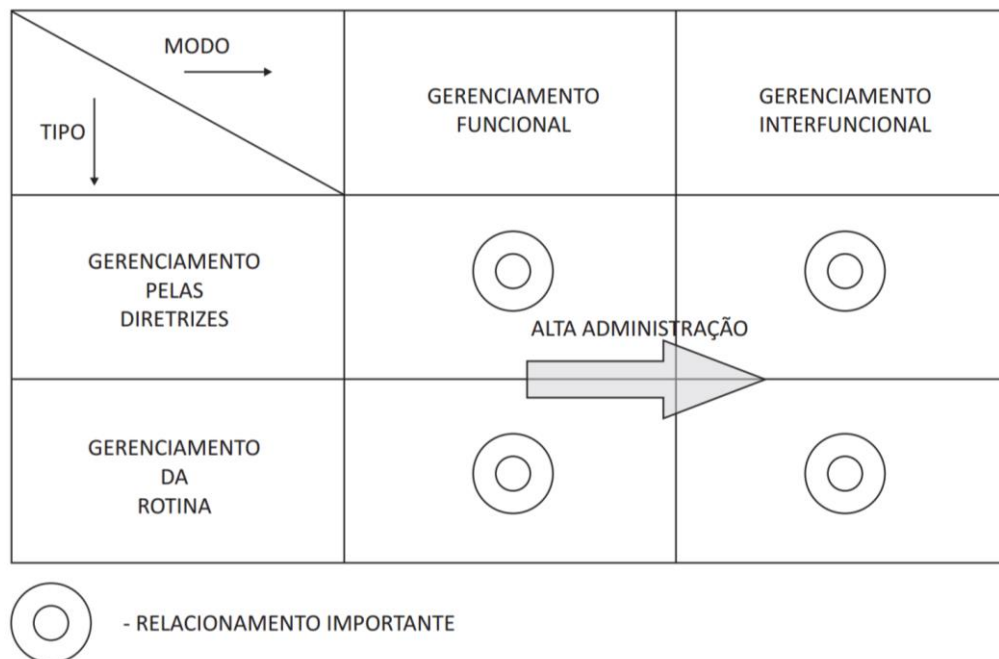 MODO
TIPO
GERENCIAMENTO
FUNCIONAL
GERENCIAMENTO
INTERFUNCIONAL
GERENCIAMENTO
PELAS
DIRETRIZES
ALTA ADMINISTRAÇÃO
GERENCIAMENTO
DA
ROTINA
- RELACIONAMENTO IMPORTANTE